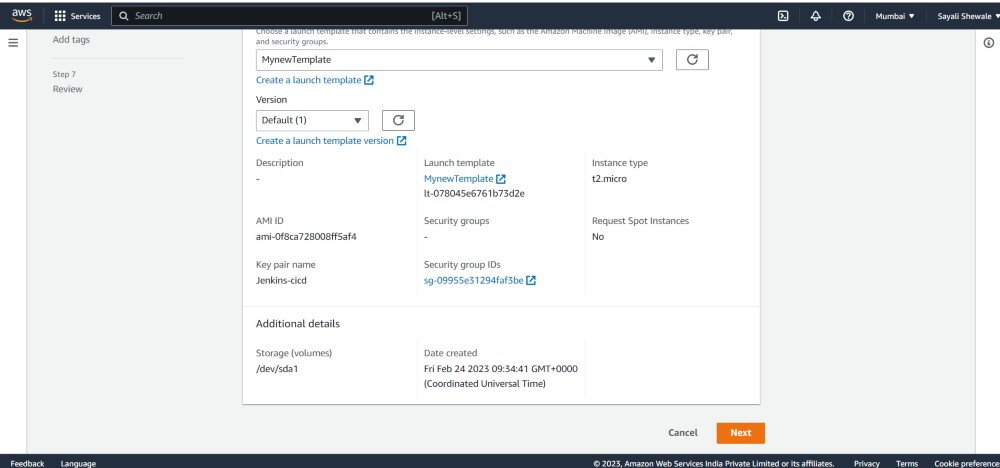 aws
Services
Search [Alt+S]
Mumbai ▼
Sayali Shewale ▼
Add tags
Step 7
Review
Choose a launch template that contains the instance-level settings, such as the Amazon Machine Image (AMI), instance type, key pair,
and security groups.
MynewTemplate
Create a launch template
Version
Default (1)
Create a launch template version
Description
-
Launch template
MynewTemplate
lt-078045e6761b73d2e
Instance type
t2.micro
AMI ID
ami-0f8ca728008ff5af4
Security groups
-
Request Spot Instances
No
Key pair name
Jenkins-cicd
Security group IDs
sg-09955e31294faf3be
Additional details
Storage (volumes)
/dev/sda1
Date created
Fri Feb 24 2023 09:34:41 GMT+0000
(Coordinated Universal Time)
Cancel
Next
Feedback Language
© 2023, Amazon Web Services India Private Limited or its affiliates. Privacy Terms Cookie preference